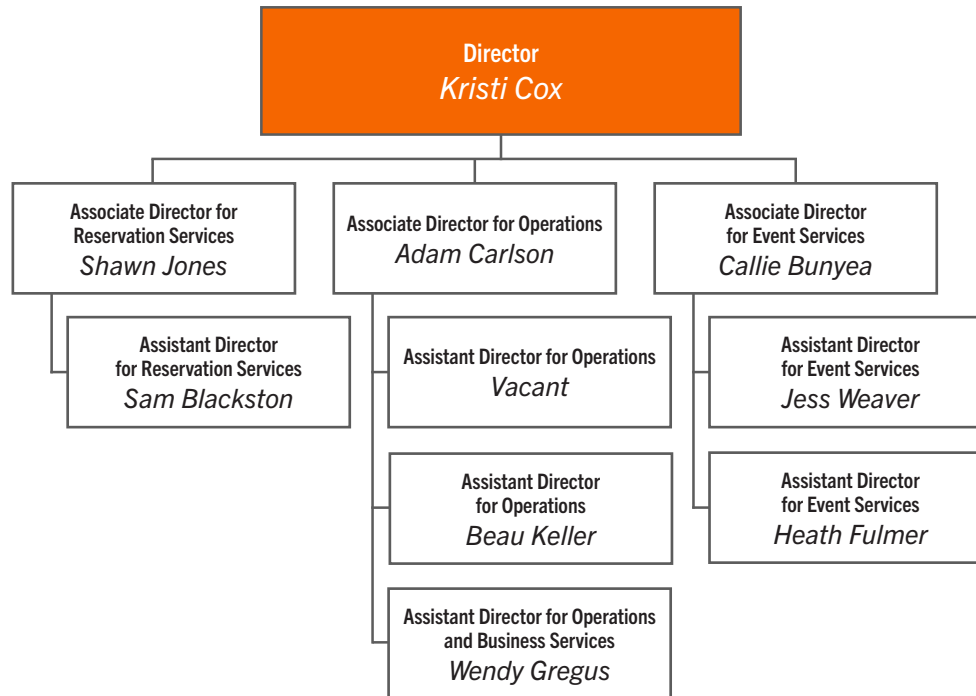 Director
Kristi Cox
Associate Director for
Reservation Services
Shawn Jones
Associate Director for Operations
Adam Carlson
Associate Director
for Event Services
Callie Bunyea
Assistant Director
for Reservation Services
Sam Blackston
Assistant Director for Operations
Vacant
Assistant Director
for Event Services
Jess Weaver
Assistant Director
for Operations
Beau Keller
Assistant Director
for Event Services
Heath Fulmer
Assistant Director for Operations
and Business Services
Wendy Gregus